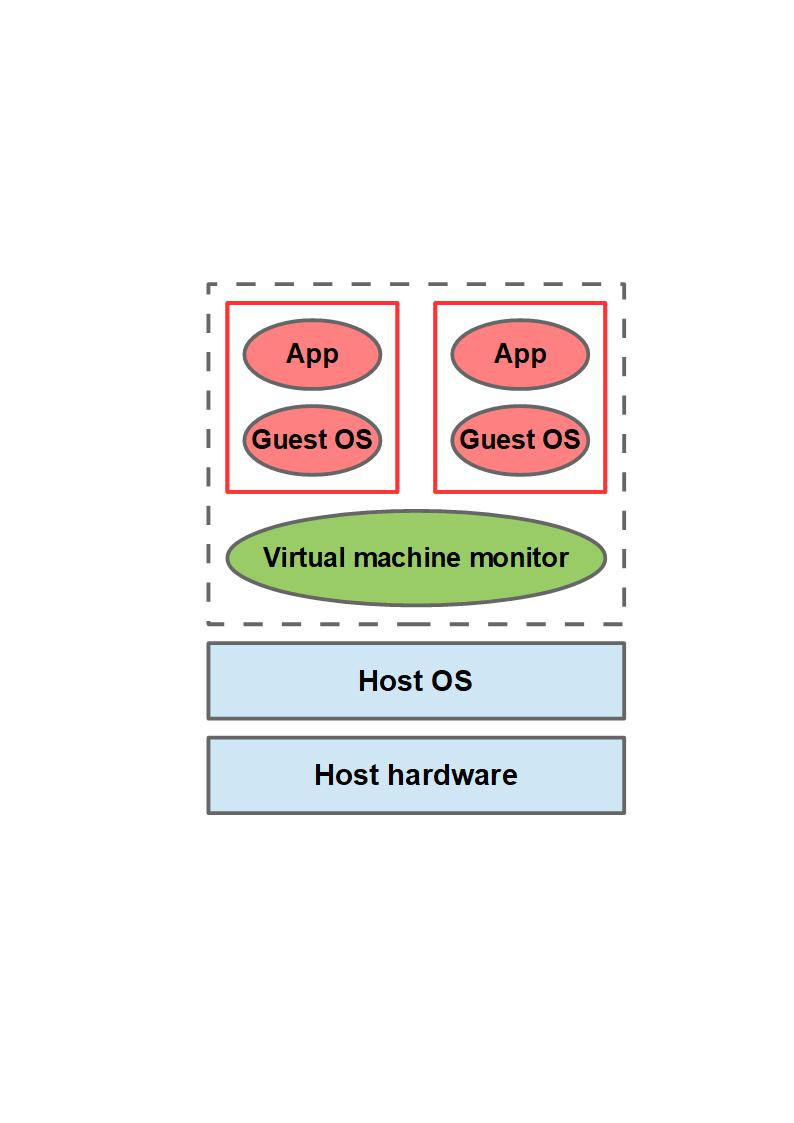 App
App
Guest OS
Guest OS
Virtual machine monitor
Host OS
Host hardware